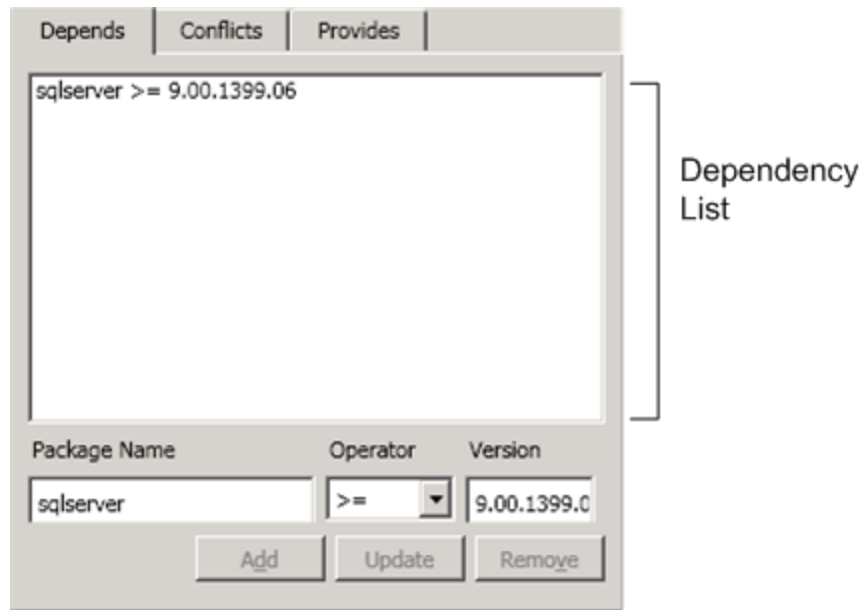 Depends Conflicts Provides
sqlserver >= 9.00.1399.06
Dependency
List
Package Name Operator Version
sqlserver >= 9.00.1399.0
Add Update Remove